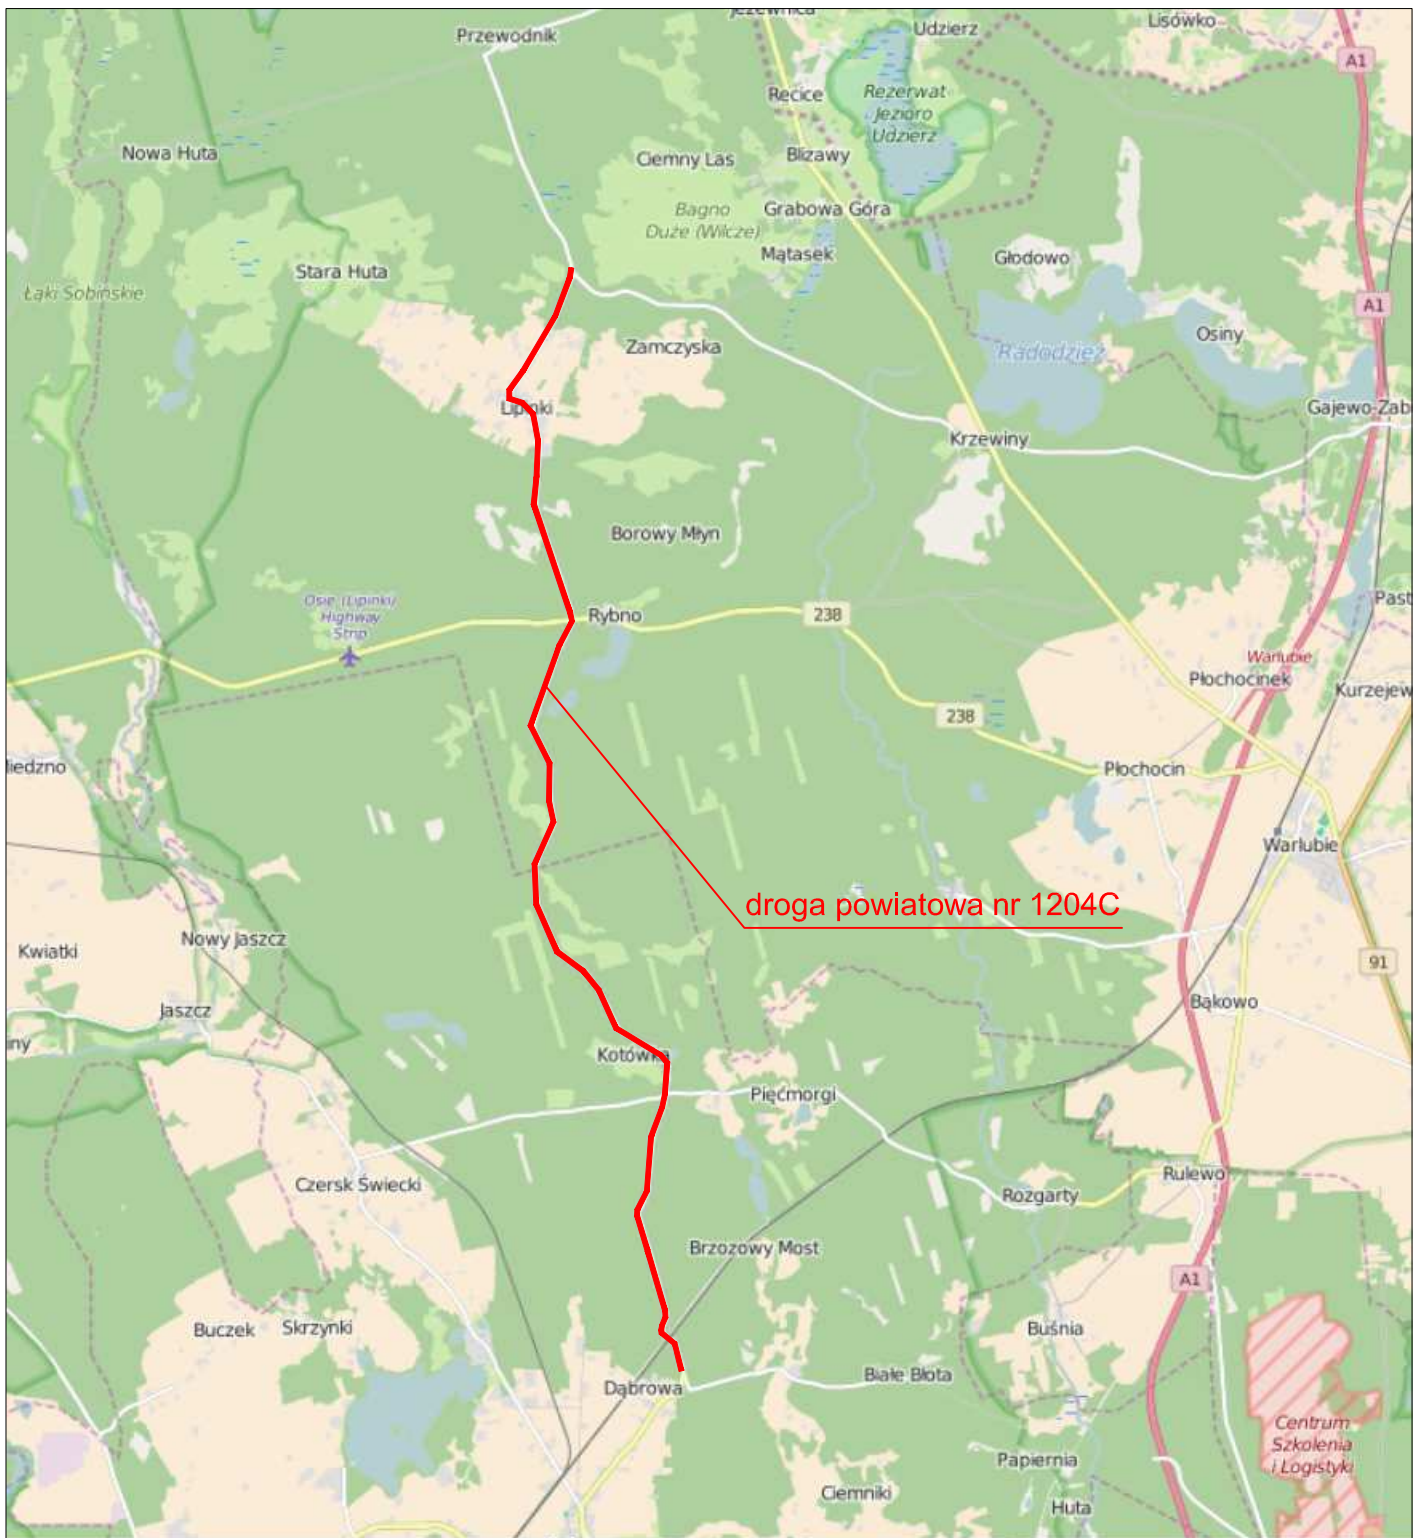 Jeżewnica
Udzierz
Lisówko
Przewodnik
A1
Rezerwat
Jezioro
Udzierz
Recice
Nowa Huta
Ciemny Las
Blizawy
Bagno
Duże (Wilcze)
Grabowa Góra
Mątasek
Głodowo
Stara Huta
Łąki Sobińskie
A1
Osiny
Zamczyska
Radodzież
Lipinki
Gajewo-Zab
Krzewiny
Borowy Młyn
Osie (Lipinki)
Highway
Strip
Rybno
238
Past
Warlubie
Płochocinek
Kurzejew
238
iedzno
Płochocin
Warlubie
droga powiatowa nr 1204C
Kwiatki
Nowy Jaszcz
91
Jaszcz
Bąkowo
iny
Kotówka
Pięćmorgi
Czersk Świecki
Rulewo
Rozgarty
Brzozowy Most
A1
Buczek
Skrzynki
Buśnia
Dąbrowa
Białe Błota
Centrum
Szkolenia
i Logistyki
Papiernia
Ciemniki
Huta